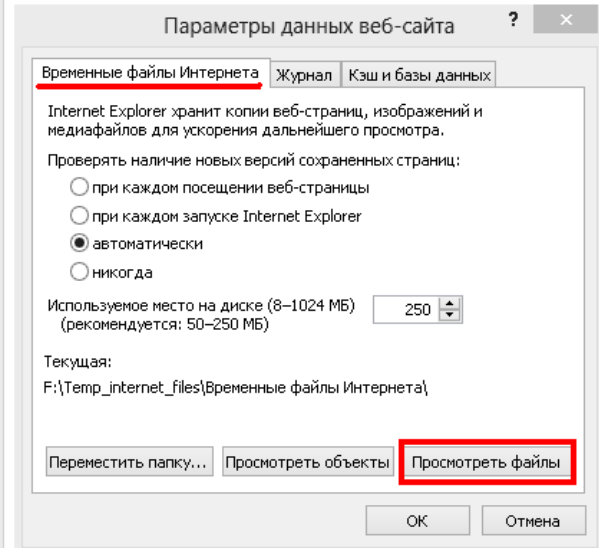 Параметры данных веб-сайта ? ×
Временные файлы Интернета Журнал Кэш и базы данных
Internet Explorer хранит копии веб-страниц, изображений и
медиафайлов для ускорения дальнейшего просмотра.
Проверять наличие новых версий сохраненных страниц:
при каждом посещении веб-страницы
при каждом запуске Internet Explorer
автоматически
никогда
Используемое место на диске (8–1024 МБ) 250
(рекомендуется: 50–250 МБ)
Текущая:
F:\Temp_internet_files\Временные файлы Интернета\
Переместить папку... Просмотреть объекты Просмотреть файлы
ОК Отмена